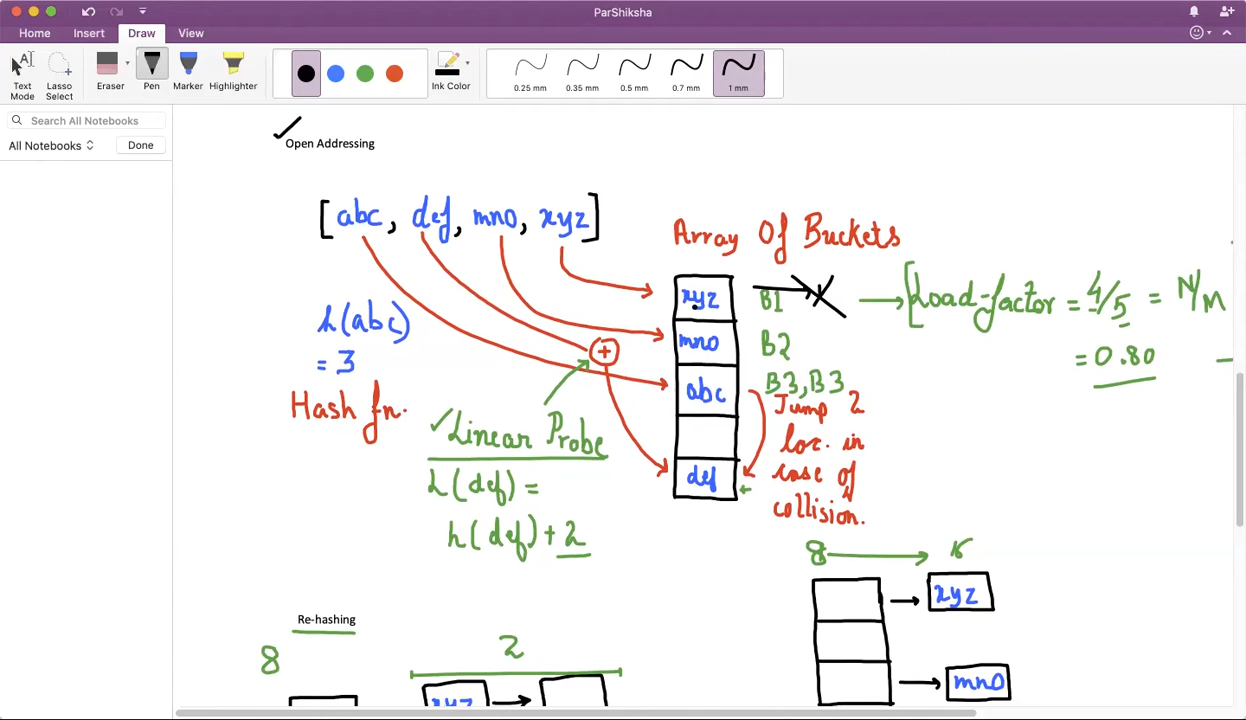 ParShiksha
Home Insert Draw View
Text Mode
Lasso Select
Eraser
Pen
Marker
Highlighter
Ink Color
0.25 mm
0.35 mm
0.5 mm
0.7 mm
1 mm
Search All Notebooks
All Notebooks
Done
Open Addressing
[abc, def, mno, xyz]
Array Of Buckets
xyz B1
[Load-factor = 4/5 = N/M
= 0.80
mno B2
abc B3, B3
Jump 2
loc. in
case of
collision.
def
h(abc)
= 3
Hash fn.
+
Linear Probe
h(def) =
h(def) + 2
8
xyz
mno
Re-hashing
8
2
xyz